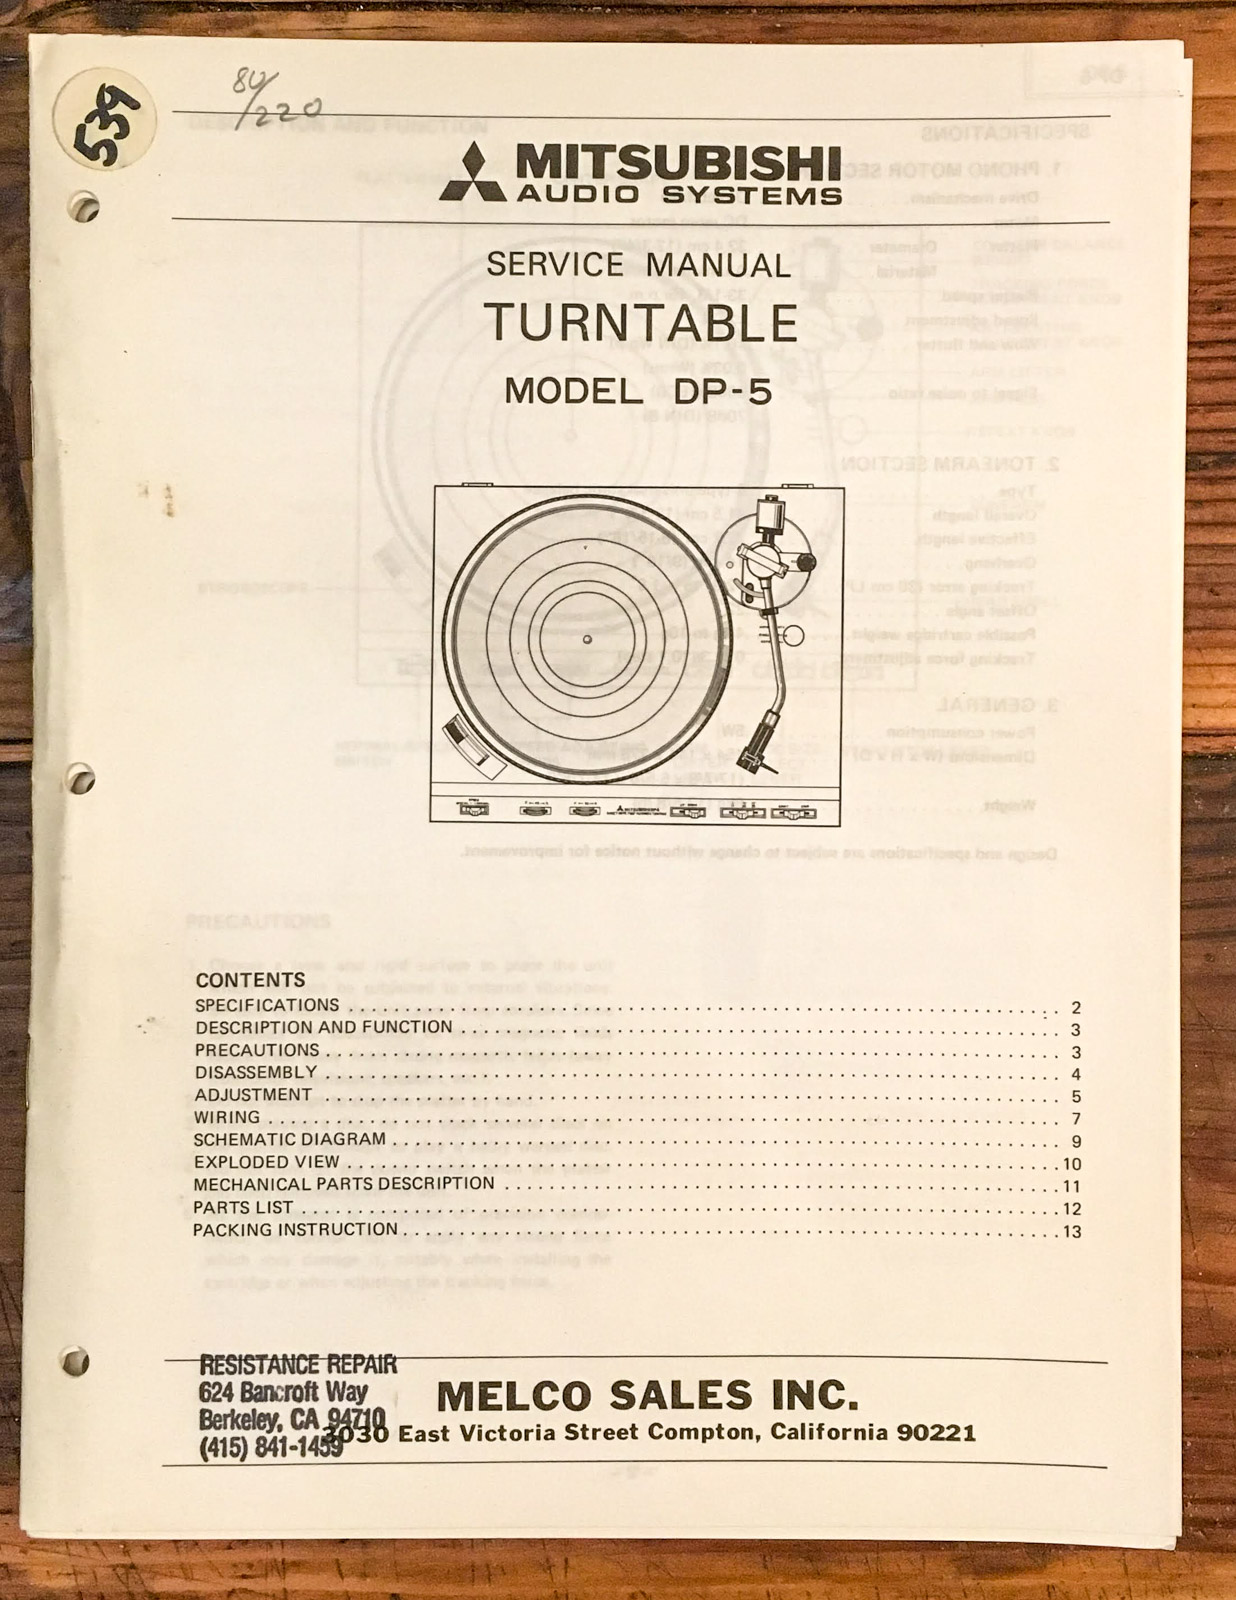 539
80/220
MITSUBISHI
AUDIO SYSTEMS
SERVICE MANUAL
TURNTABLE
MODEL DP-5
CONTENTS
SPECIFICATIONS . . . . . . . . . . 2
DESCRIPTION AND FUNCTION . . . . . . . . . . 3
PRECAUTIONS . . . . . . . . . . 3
DISASSEMBLY . . . . . . . . . . 4
ADJUSTMENT . . . . . . . . . . 5
WIRING . . . . . . . . . . 7
SCHEMATIC DIAGRAM . . . . . . . . . . 9
EXPLODED VIEW . . . . . . . . . . 10
MECHANICAL PARTS DESCRIPTION . . . . . . . . . . 11
PARTS LIST . . . . . . . . . . 12
PACKING INSTRUCTION . . . . . . . . . . 13
RESISTANCE REPAIR
624 Bancroft Way
Berkeley, CA 94710
(415) 841-1459
MELCO SALES INC.
3030 East Victoria Street Compton, California 90221